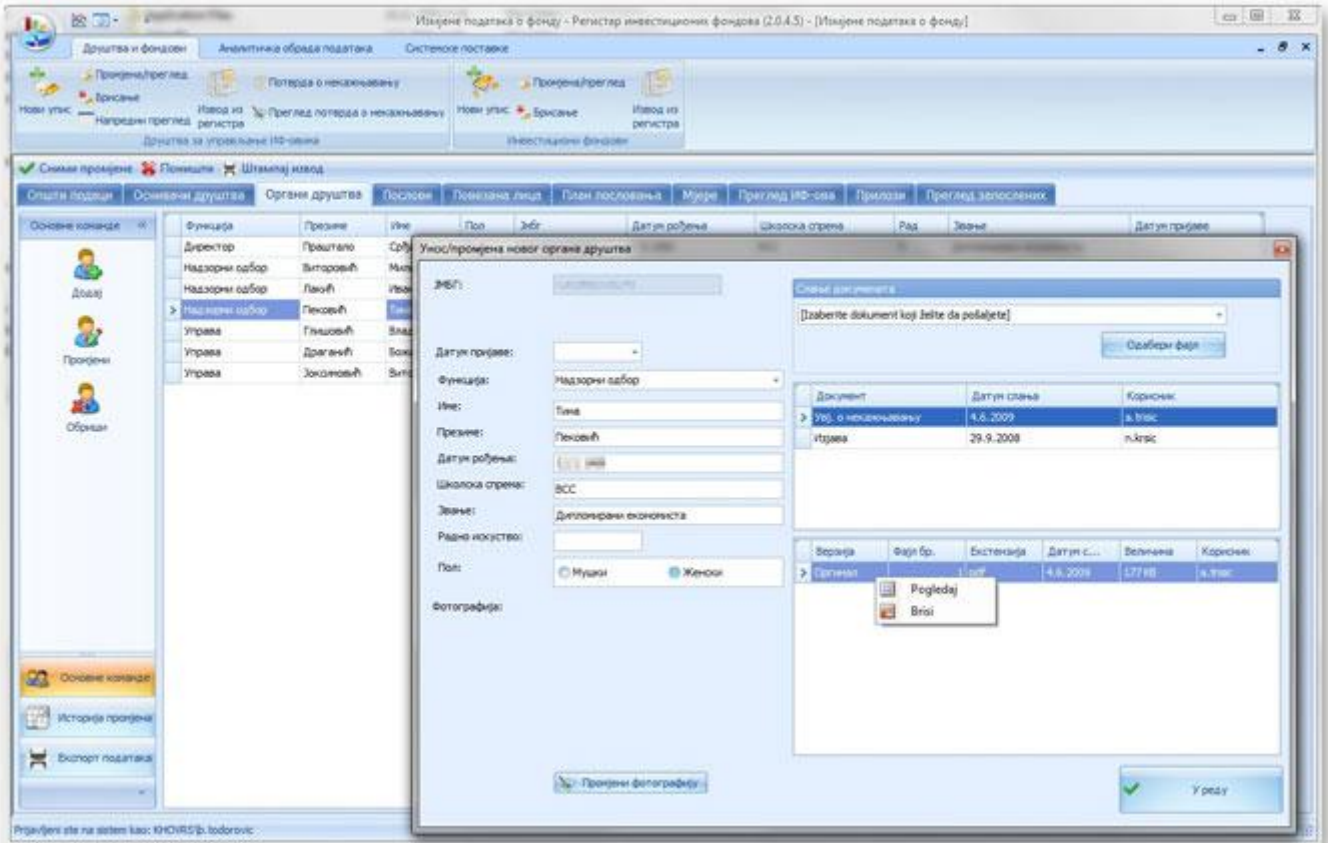 Измјене података о фонду - Регистар инвестиционих фондова (2.0.4.5) - [Измјене података о фонду]
Друштва и фондови Аналитичка обрада података Системске поставке
Промјена/преглед Потврда о некажњавању Промјена/преглед
Нови упис Брисање Извод из регистра Преглед потврда о некажњавању Нови упис Брисање Извод из регистра
Напредни преглед
Друштва за управљање ИФ-овима Инвестициони фондови
Сними промјене Поништи Штампај извод
Општи подаци Оснивачи друштва Органи друштва Послови Повезана лица План пословања Мјере Преглед ИФ-ова Прилози Преглед запослених
Основне команде Функција Презиме Име Пол Датум рођења Школска спрема Рад Звање Датум пријаве
Директор Праштало
Надзорни одбор Виторовић
Надзорни одбор Лакић
Надзорни одбор Пековић
Управа Глишовић
Управа Драганић
Управа Јоксимовић
Додај
Промјени
Обриши
Основне команде
Историја промјена
Експорт података
Унос/промјена новог органа друштва
ЈМБГ:
Датум пријаве:
Функција: Надзорни одбор
Име: Тина
Презиме: Пековић
Датум рођења:
Школска спрема: ВСС
Звање: Дипломирани економиста
Радно искуство:
Пол: Мушки Женски
Фотографија:
Промјени фотографију
Слање документа
[Izaberite dokument koji želite da pošaljete]
Одабери фајл
Документ Датум слања Корисник
Увј. о некажњавању 4.6.2009 s.trisic
Изјава 29.9.2008 n.krsic
Верзија Фајл бр. Екстензија Датум с... Величина Корисник
Оргинал 1 pdf 4.6.2009 177 KB s.trisic
Pogledaj
Brisi
У реду
Prijavljeni ste na sistem kao: KHOVRS\b.todorovic